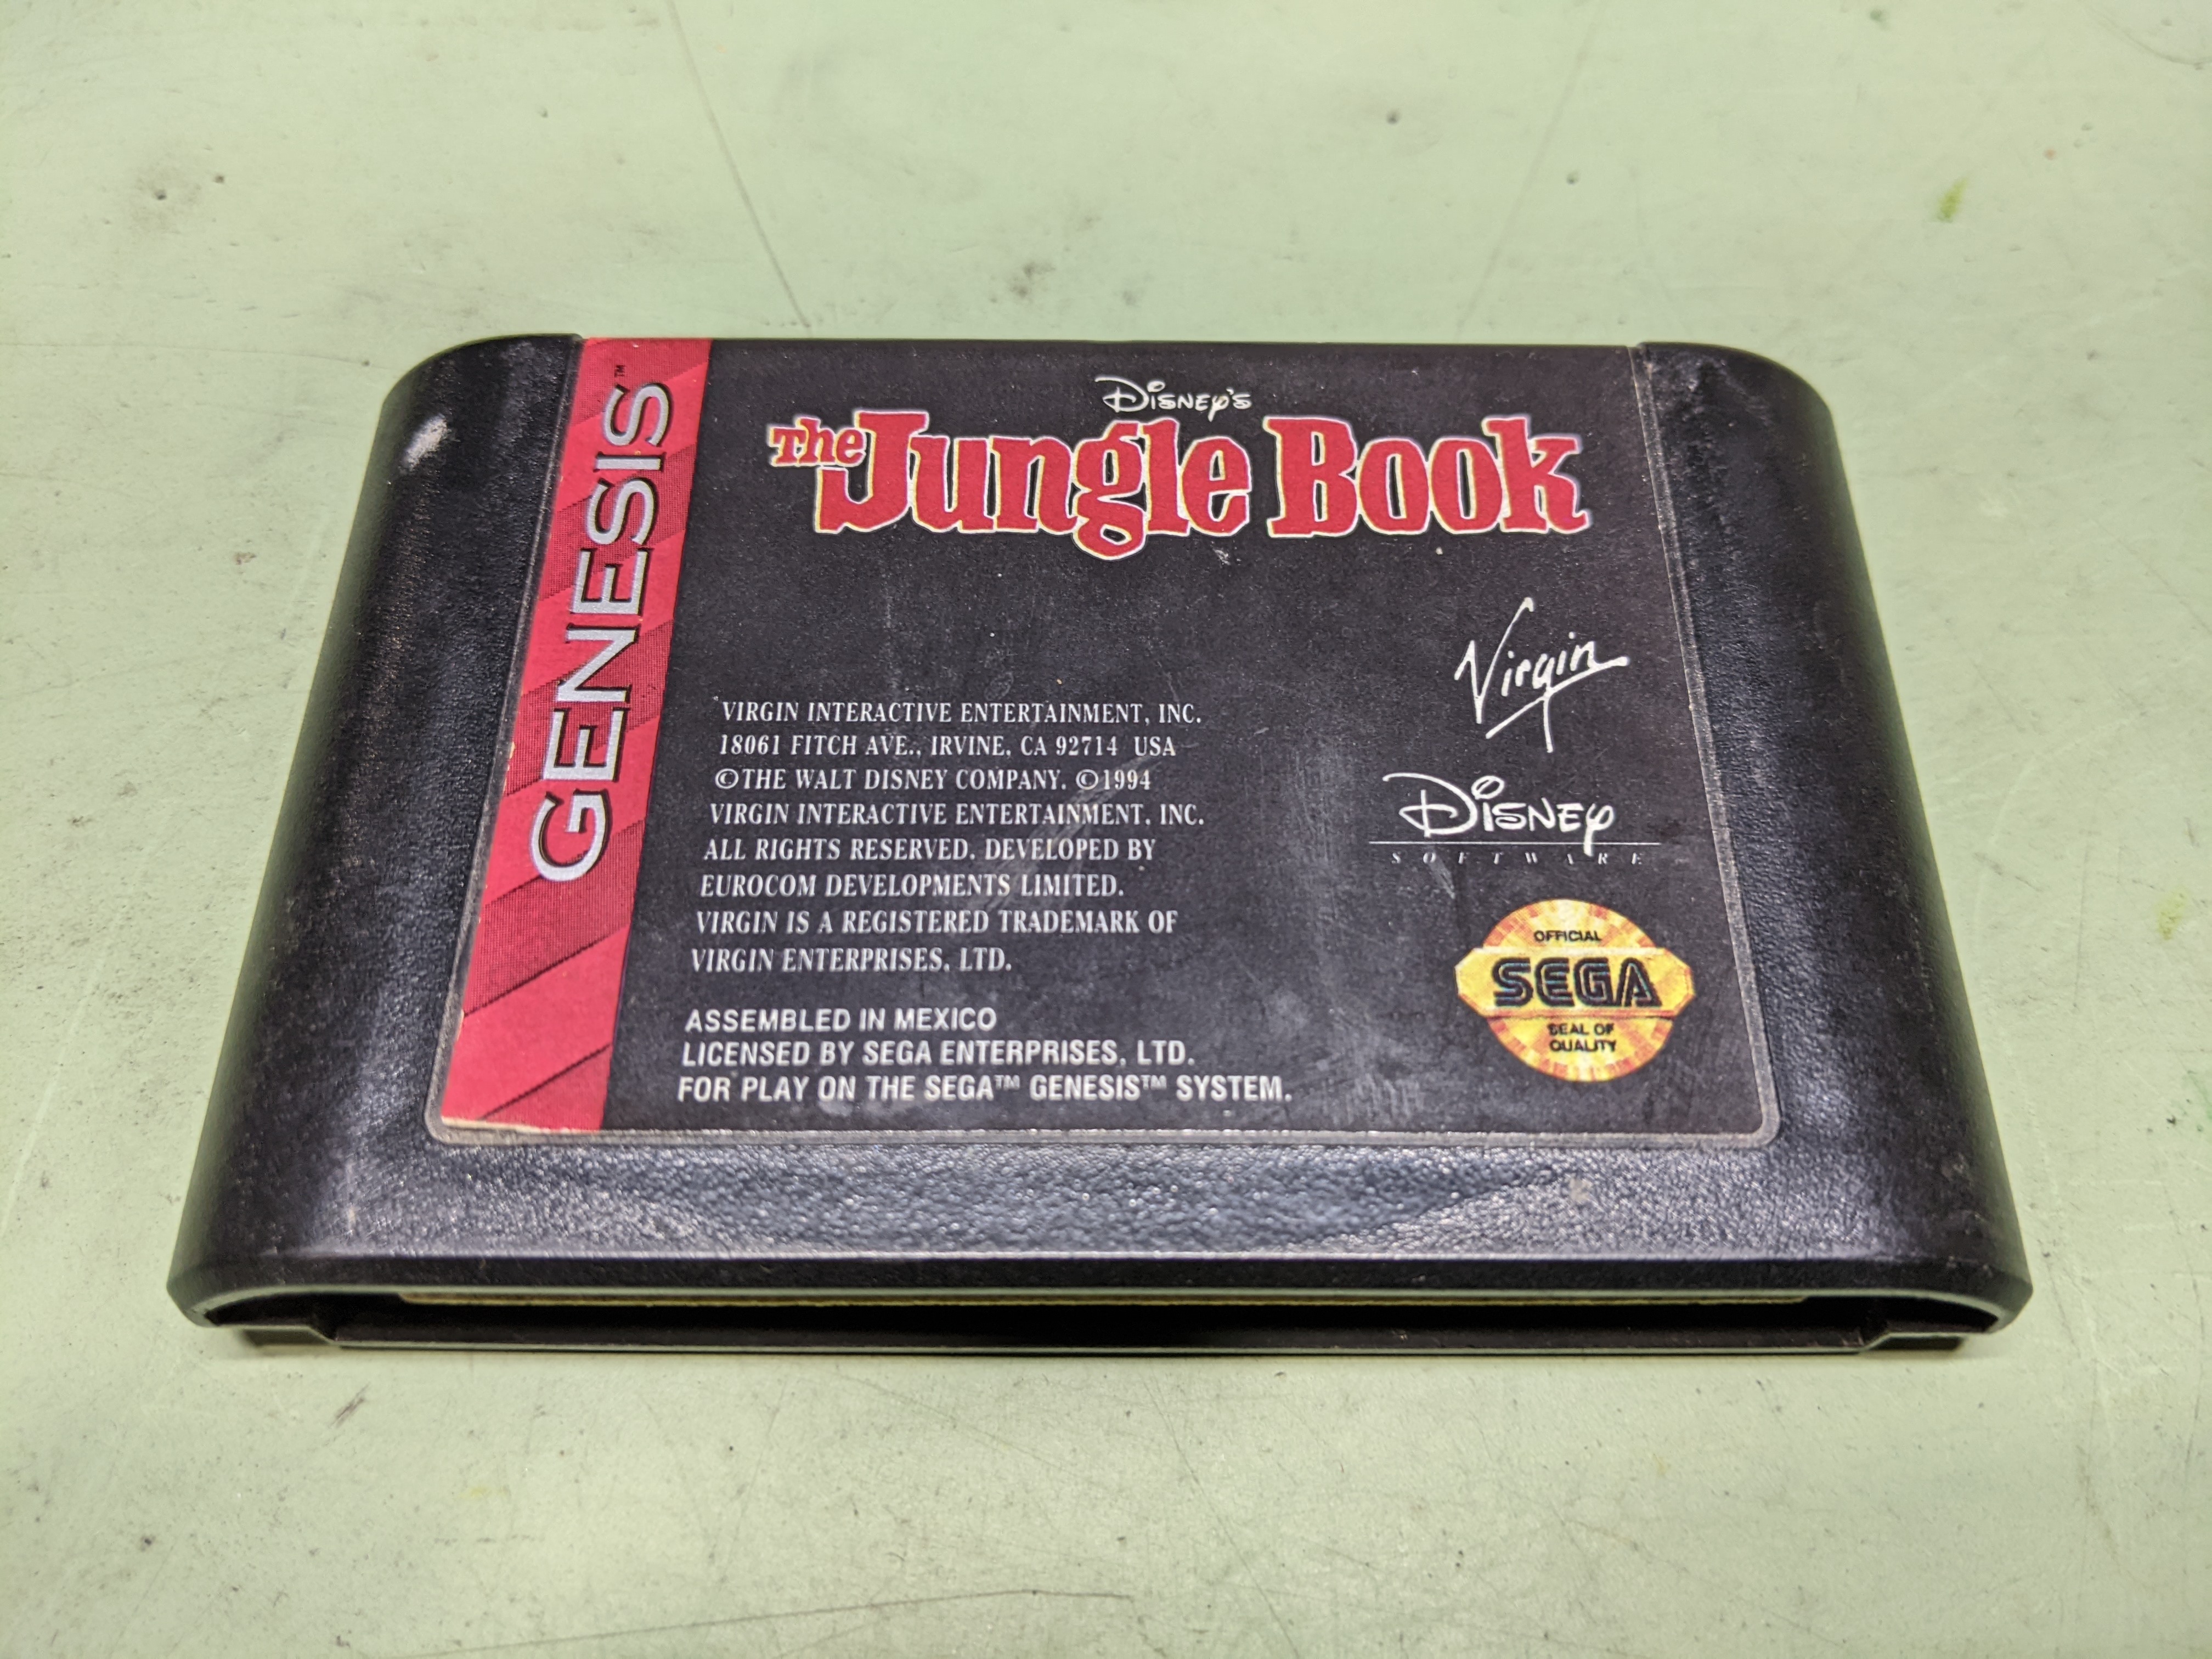 GENESIS™
DISNEY'S
The Jungle Book
Virgin
VIRGIN INTERACTIVE ENTERTAINMENT, INC.
18061 FITCH AVE., IRVINE, CA 92714 USA
©THE WALT DISNEY COMPANY. ©1994
VIRGIN INTERACTIVE ENTERTAINMENT, INC.
ALL RIGHTS RESERVED. DEVELOPED BY
EUROCOM DEVELOPMENTS LIMITED.
VIRGIN IS A REGISTERED TRADEMARK OF
VIRGIN ENTERPRISES, LTD.
DISNEY
SOFTWARE
ASSEMBLED IN MEXICO
LICENSED BY SEGA ENTERPRISES, LTD.
FOR PLAY ON THE SEGA™ GENESIS™ SYSTEM.
OFFICIAL
SEGA
SEAL OF
QUALITY